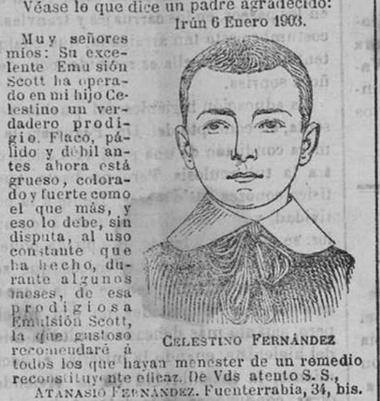 Véase lo que dice un padre agradecido:
Irún 6 Enero 1903.
Muy señores
míos: Su exce-
lente Emulsión
Scott ha opera-
do en mi hijo Ce-
lestino un ver-
dadero prodi-
gio. Flaco, pá-
lido y débil an-
tes ahora está
grueso, colora-
do y fuerte como
el que más, y
eso lo debe, sin
disputa, al uso
constante que
ha hecho, du-
rante algunos
meses, de esa
prodigiosa
Emulsión Scott,
la que gustoso
recomendaré á
todos los que hayan menester de un remedio
reconstituyente eficaz. De Vds atento S. S.,
ATANASIO FERNÁNDEZ. Fuenterrabia, 34, bis.
CELESTINO FERNÁNDEZ